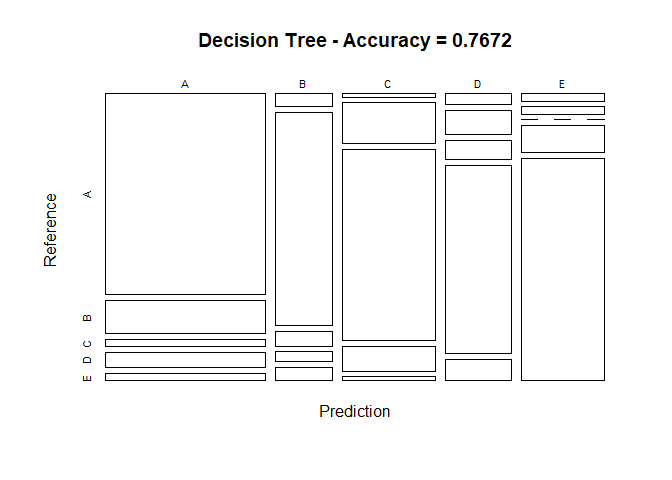 Decision Tree - Accuracy = 0.7672
A B C D E
A
B
C
D
E
Reference
Prediction